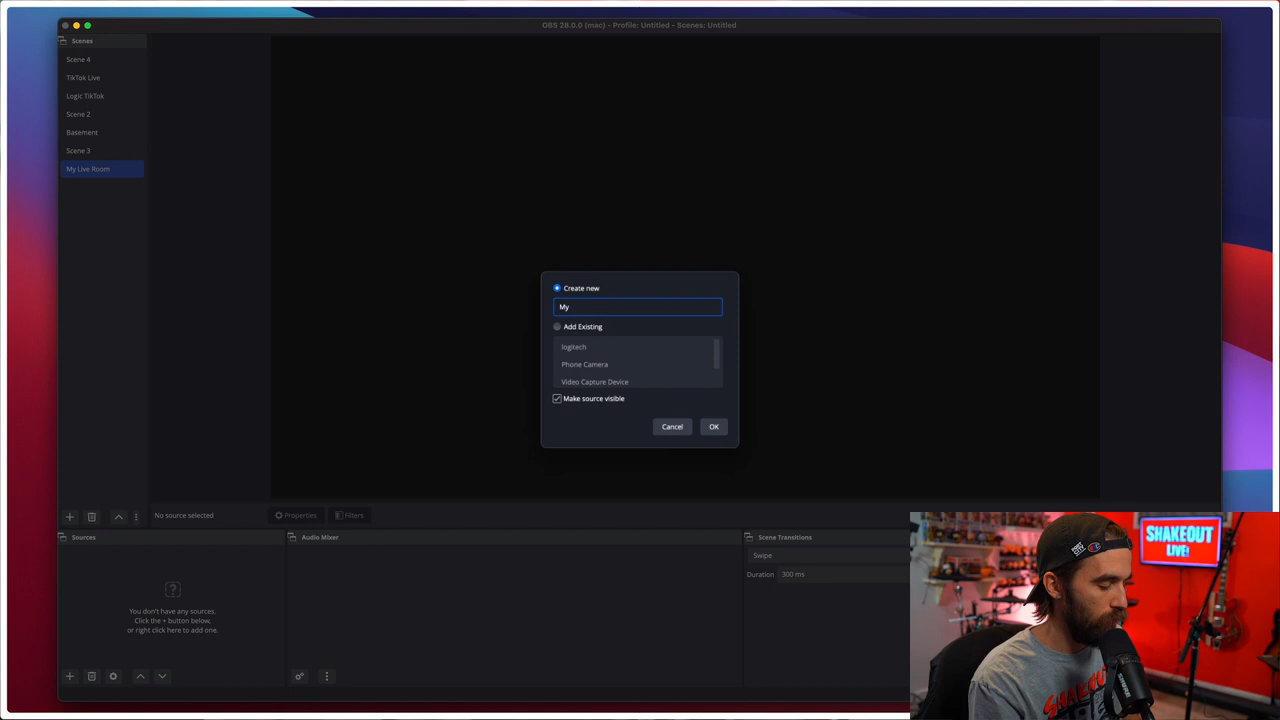 OBS 28.0.0 (mac) - Profile: Untitled - Scenes: Untitled
Scenes
Scene 4
TikTok Live
Logic TikTok
Scene 2
Basement
Scene 3
My Live Room
Create new
My
Add Existing
logitech
Phone Camera
Video Capture Device
Make source visible
Cancel
OK
No source selected
Properties
Filters
Sources
Audio Mixer
Scene Transitions
Swipe
Duration
300 ms
You don't have any sources.
Click the + button below,
or right click here to add one.
SHAKEOUT
LIVE!
SHAKEOUT